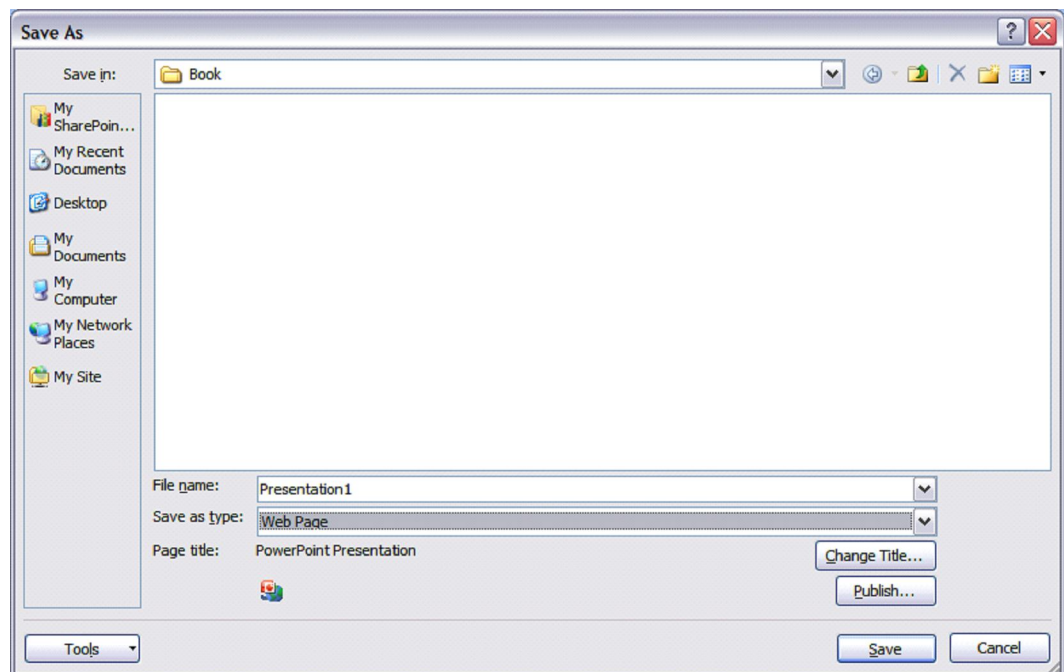 Save As
Save in:
Book
My
SharePoin...
My Recent
Documents
Desktop
My
Documents
My
Computer
My Network
Places
My Site
File name:
Presentation1
Save as type:
Web Page
Page title:
PowerPoint Presentation
Change Title...
Publish...
Tools
Save
Cancel